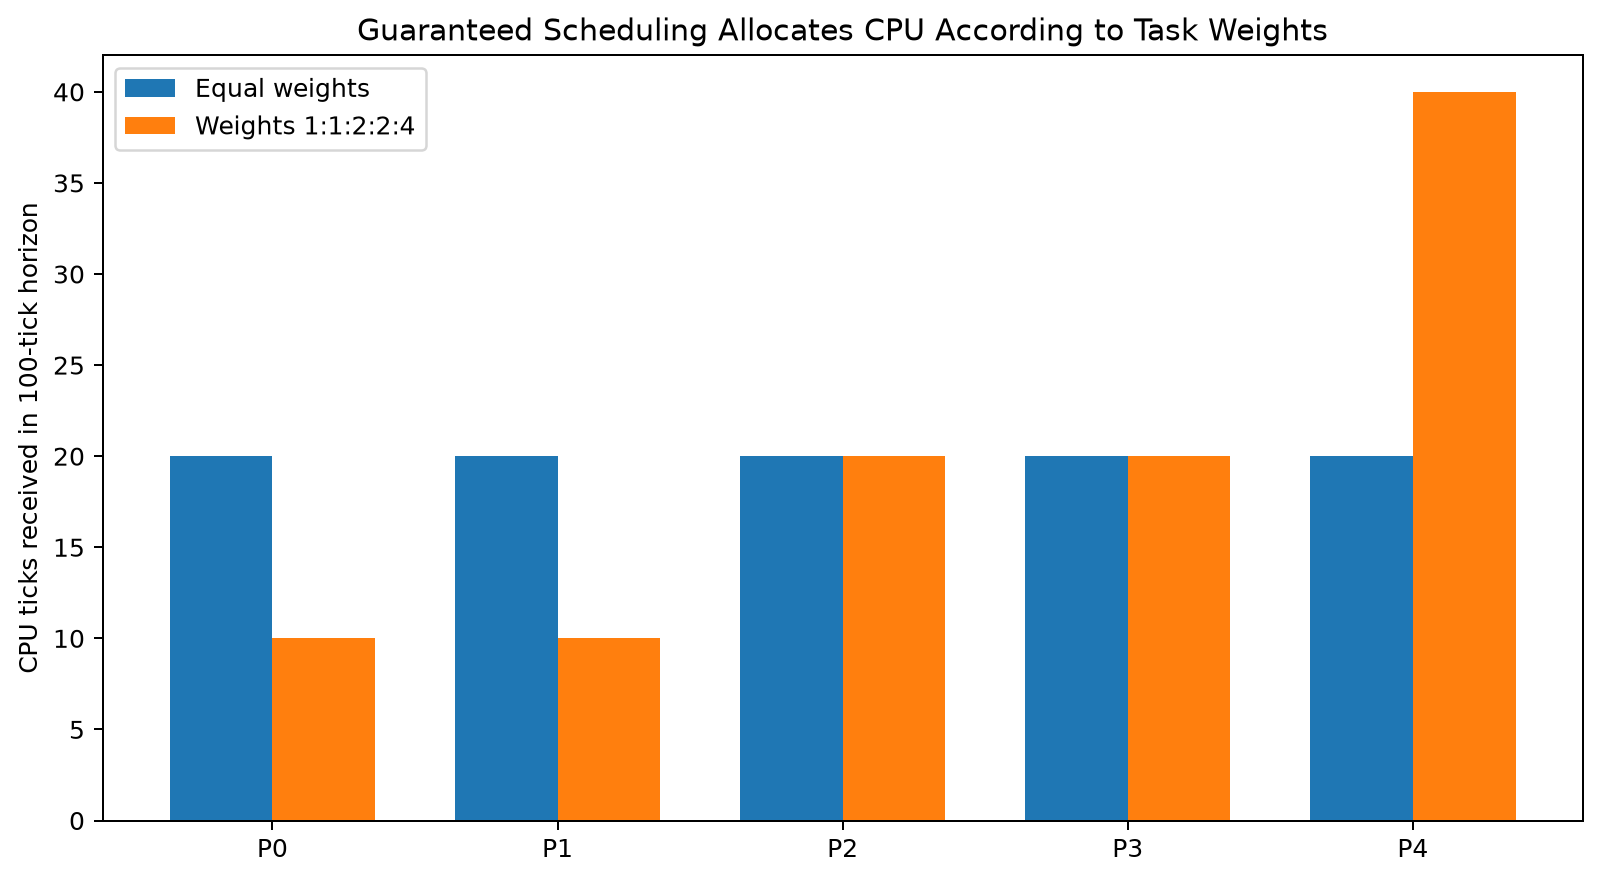 Guaranteed Scheduling Allocates CPU According to Task Weights
Equal weights
Weights 1:1:2:2:4
CPU ticks received in 100-tick horizon
40
35
30
25
20
15
10
5
0
P0 P1 P2 P3 P4